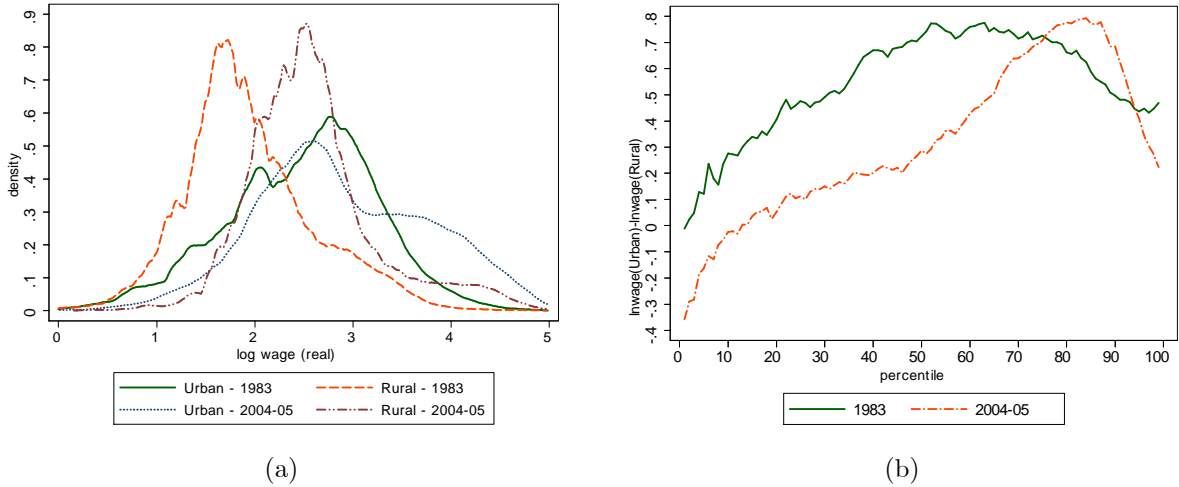 .9
.8
.7
.6
.5
.4
.3
.2
.1
0
density
0 1 2 3 4 5
log wage (real)
Urban - 1983 Rural - 1983
Urban - 2004-05 Rural - 2004-05
(a)
.8
.7
.6
.5
.4
.3
.2
.1
0
-.1
-.2
-.3
-.4
lnwage(Urban)-lnwage(Rural)
0 10 20 30 40 50 60 70 80 90 100
percentile
1983 2004-05
(b)